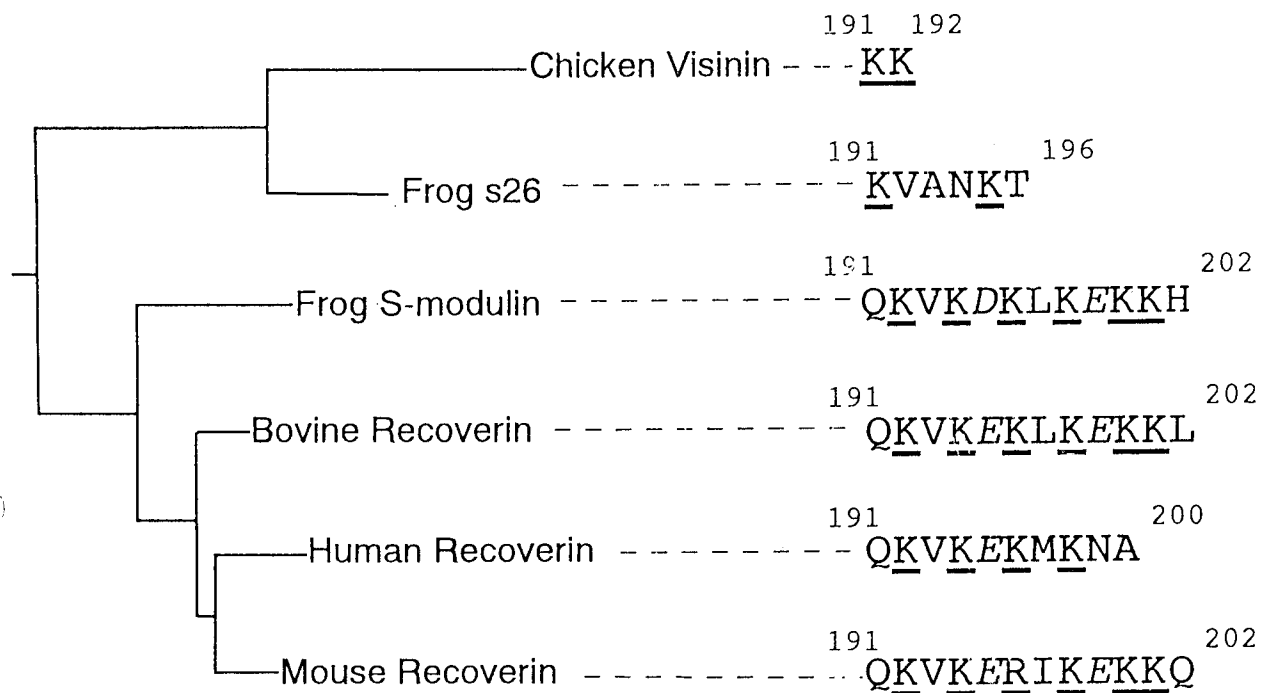 191 192
Chicken Visinin KK
191 196
Frog s26 KVANKT
191 202
Frog S-modulin QKVKDKLKEKKH
191 202
Bovine Recoverin QKVKEKLKEKKL
191 200
Human Recoverin QKVKEKMKNA
191 202
Mouse Recoverin QKVKERIKEKKQ